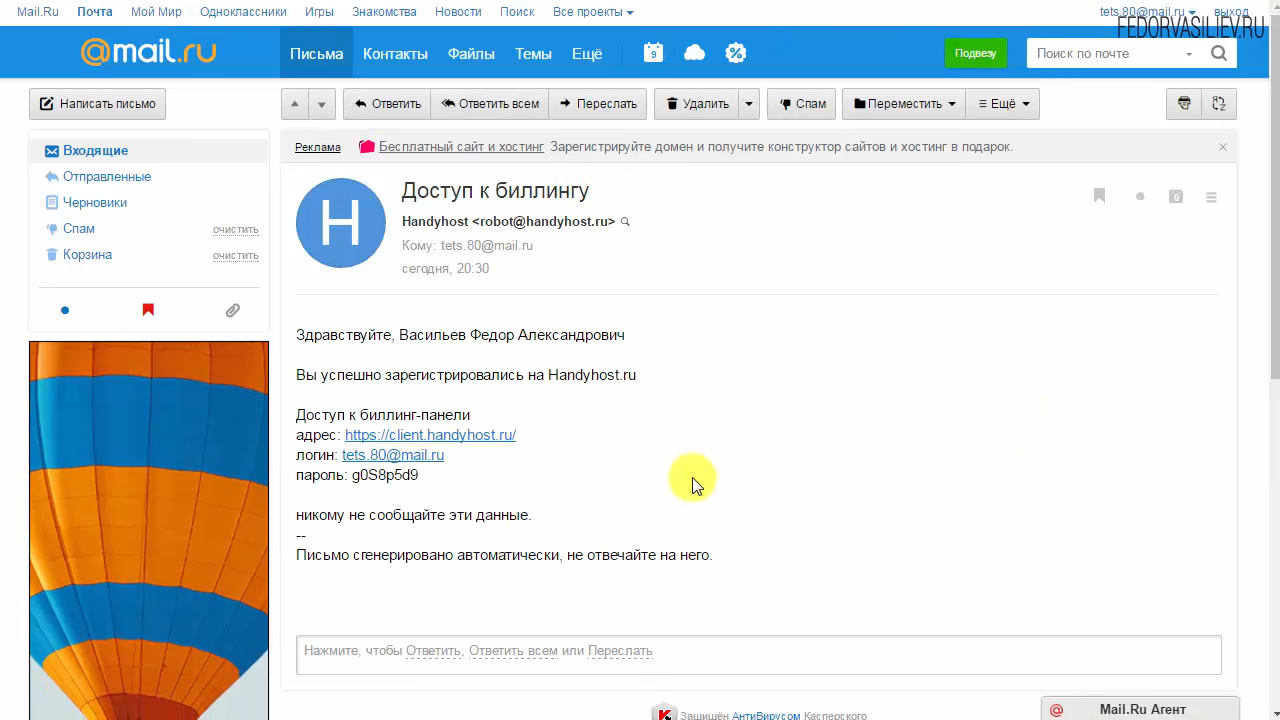 Mail.Ru Почта Мой Мир Одноклассники Игры Знакомства Новости Поиск Все проекты tets.80@mail.ru выход
FEDORVASILIEV.RU
@mail.ru Письма Контакты Файлы Темы Ещё 9 % Подвезу Поиск по почте
Написать письмо Ответить Ответить всем Переслать Удалить Спам Переместить Ещё
Входящие
Отправленные
Черновики
Спам очистить
Корзина очистить
Реклама Бесплатный сайт и хостинг Зарегистрируйте домен и получите конструктор сайтов и хостинг в подарок.
H
Доступ к биллингу
Handyhost <robot@handyhost.ru>
Кому: tets.80@mail.ru
сегодня, 20:30
Здравствуйте, Васильев Федор Александрович
Вы успешно зарегистрировались на Handyhost.ru
Доступ к биллинг-панели
адрес: https://client.handyhost.ru/
логин: tets.80@mail.ru
пароль: g0S8p5d9
никому не сообщайте эти данные.
--
Письмо сгенерировано автоматически, не отвечайте на него.
Нажмите, чтобы Ответить, Ответить всем или Переслать
Защищён АнтиВирусом Касперского
@ Mail.Ru Агент